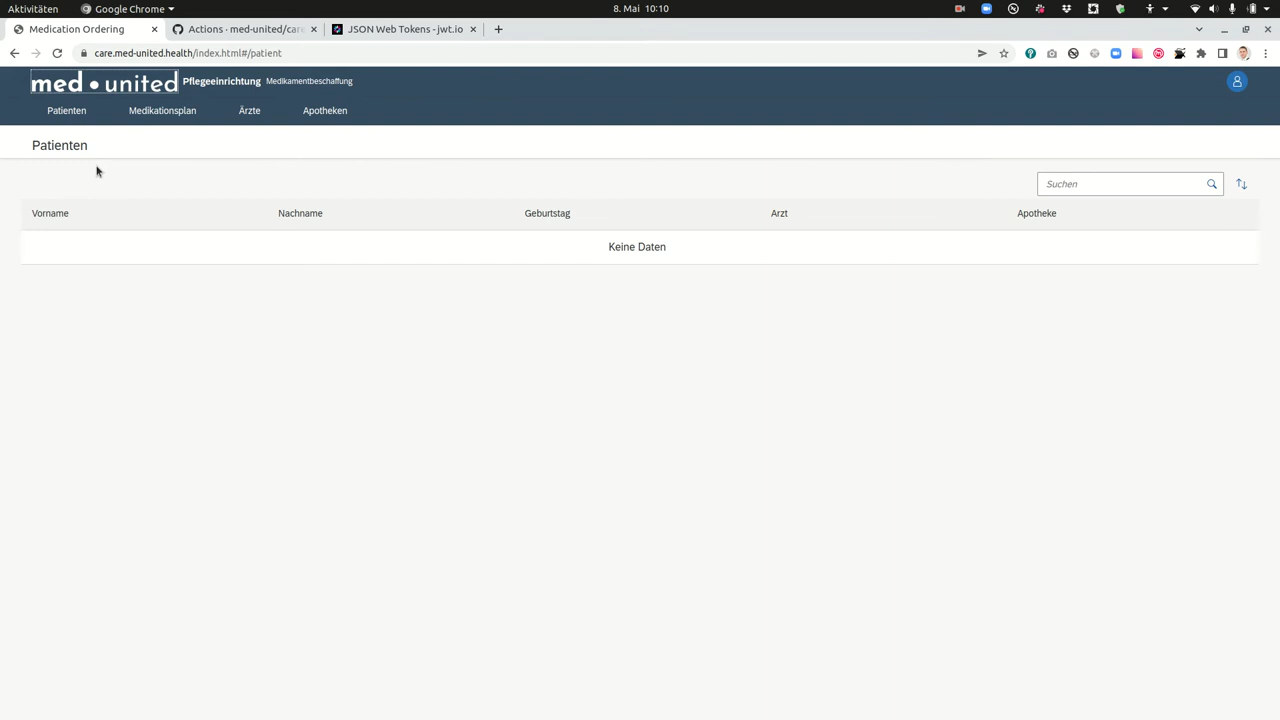 Aktivitäten Google Chrome 8. Mai 10:10
Medication Ordering Actions · med-united/car JSON Web Tokens - jwt.io
care.med-united.health/index.html#/patient
med united Pflegeeinrichtung Medikamentbeschaffung
Patienten Medikationsplan Ärzte Apotheken
Patienten
Suchen
Vorname Nachname Geburtstag Arzt Apotheke
Keine Daten